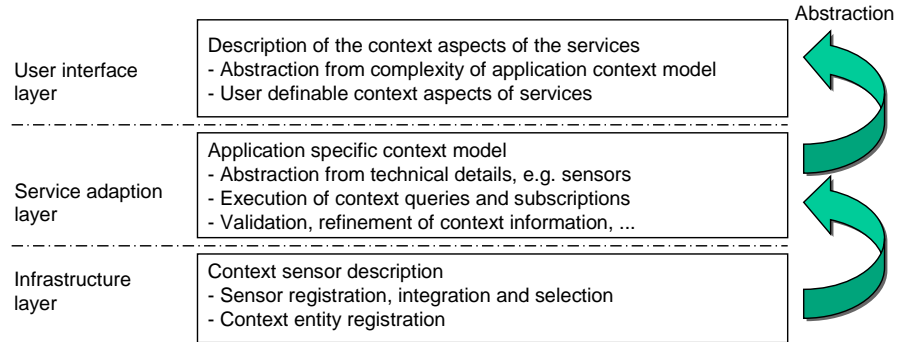 Abstraction
User interface
layer
Description of the context aspects of the services
- Abstraction from complexity of application context model
- User definable context aspects of services
Service adaption
layer
Application specific context model
- Abstraction from technical details, e.g. sensors
- Execution of context queries and subscriptions
- Validation, refinement of context information, ...
Infrastructure
layer
Context sensor description
- Sensor registration, integration and selection
- Context entity registration